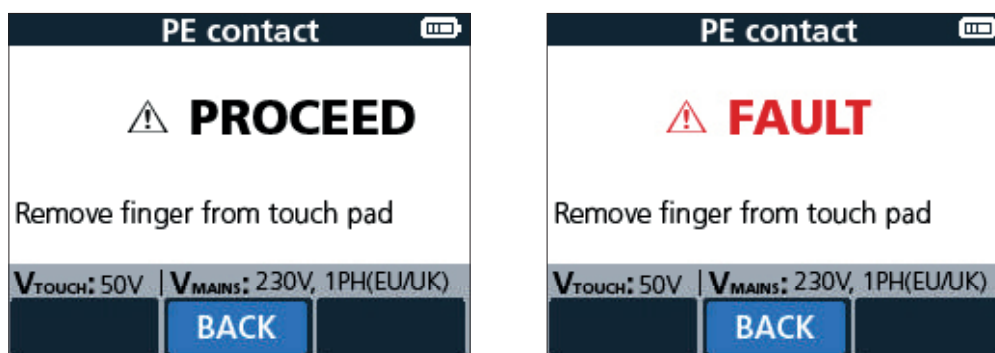 PE contact
PROCEED
Remove finger from touch pad
VTOUCH: 50V | VMAINS: 230V, 1PH(EU/UK)
BACK
PE contact
FAULT
Remove finger from touch pad
VTOUCH: 50V | VMAINS: 230V, 1PH(EU/UK)
BACK